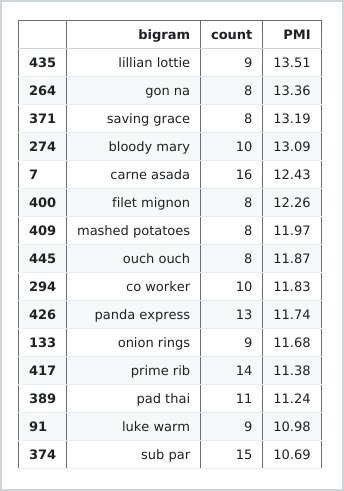 bigram count PMI
435 lillian lottie 9 13.51
264 gon na 8 13.36
371 saving grace 8 13.19
274 bloody mary 10 13.09
7 carne asada 16 12.43
400 filet mignon 8 12.26
409 mashed potatoes 8 11.97
445 ouch ouch 8 11.87
294 co worker 10 11.83
426 panda express 13 11.74
133 onion rings 9 11.68
417 prime rib 14 11.38
389 pad thai 11 11.24
91 luke warm 9 10.98
374 sub par 15 10.69